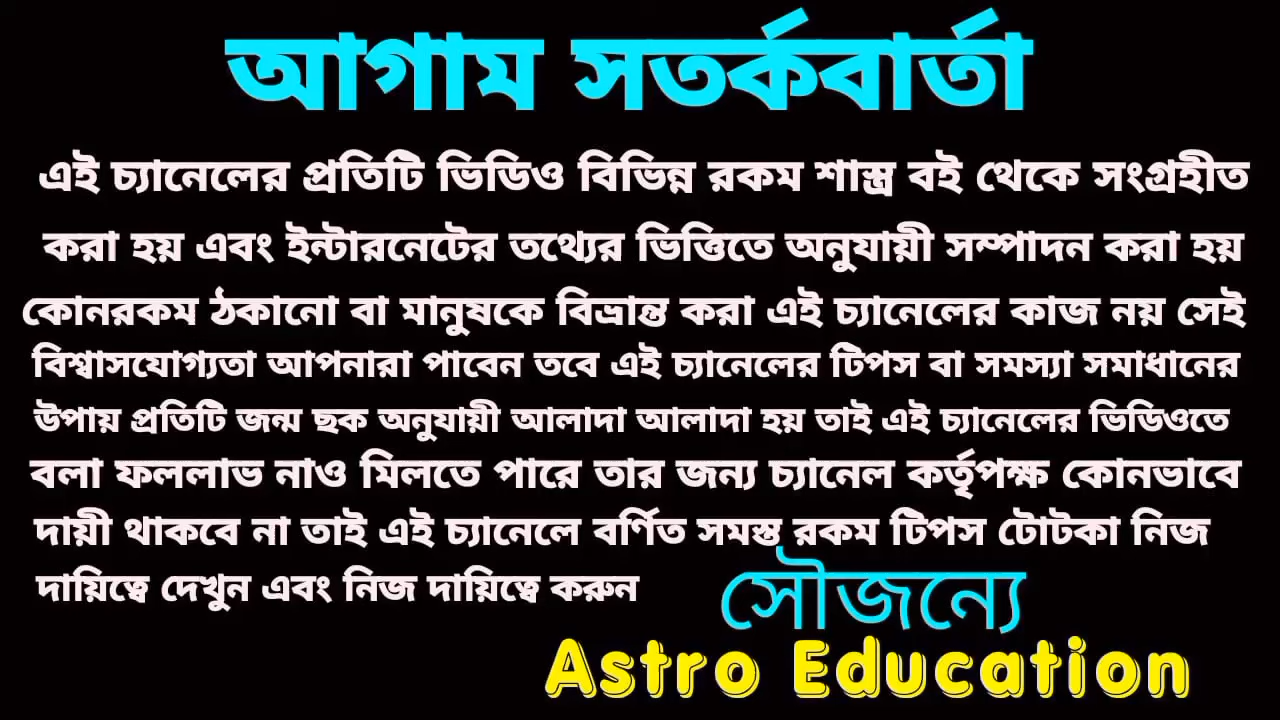 আগাম সতর্কবার্তা
এই চ্যানেলের প্রতিটি ভিডিও বিভিন্ন রকম শাস্ত্র বই থেকে সংগ্রহীত
করা হয় এবং ইন্টারনেটের তথ্যের ভিত্তিতে অনুযায়ী সম্পাদন করা হয়
কোনরকম ঠকানো বা মানুষকে বিভ্রান্ত করা এই চ্যানেলের কাজ নয় সেই
বিশ্বাসযোগ্যতা আপনারা পাবেন তবে এই চ্যানেলের টিপস বা সমস্যা সমাধানের
উপায় প্রতিটি জন্ম ছক অনুযায়ী আলাদা আলাদা হয় তাই এই চ্যানেলের ভিডিওতে
বলা ফললাভ নাও মিলতে পারে তার জন্য চ্যানেল কর্তৃপক্ষ কোনভাবে
দায়ী থাকবে না তাই এই চ্যানেলে বর্ণিত সমস্ত রকম টিপস টোটকা নিজ
দায়িত্বে দেখুন এবং নিজ দায়িত্বে করুন
সৌজন্যে
Astro Education